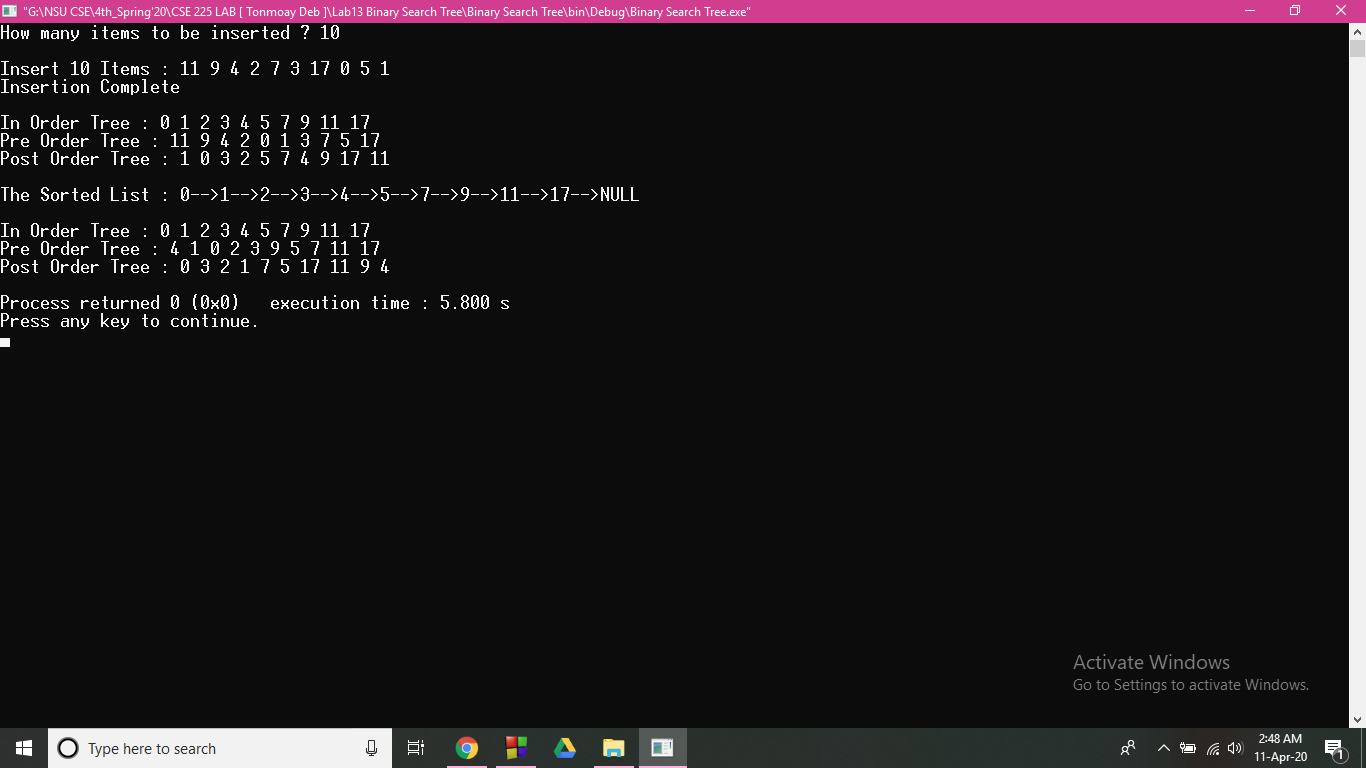 "G:\NSU CSE\4th_Spring'20\CSE 225 LAB [ Tonmoay Deb ]\Lab13 Binary Search Tree\Binary Search Tree\bin\Debug\Binary Search Tree.exe"
How many items to be inserted ? 10
Insert 10 Items : 11 9 4 2 7 3 17 0 5 1
Insertion Complete
In Order Tree : 0 1 2 3 4 5 7 9 11 17
Pre Order Tree : 11 9 4 2 0 1 3 7 5 17
Post Order Tree : 1 0 3 2 5 7 4 9 17 11
The Sorted List : 0-->1-->2-->3-->4-->5-->7-->9-->11-->17-->NULL
In Order Tree : 0 1 2 3 4 5 7 9 11 17
Pre Order Tree : 4 1 0 2 3 9 5 7 11 17
Post Order Tree : 0 3 2 1 7 5 17 11 9 4
Process returned 0 (0x0)   execution time : 5.800 s
Press any key to continue.
Activate Windows
Go to Settings to activate Windows.
Type here to search
2:48 AM
11-Apr-20
1